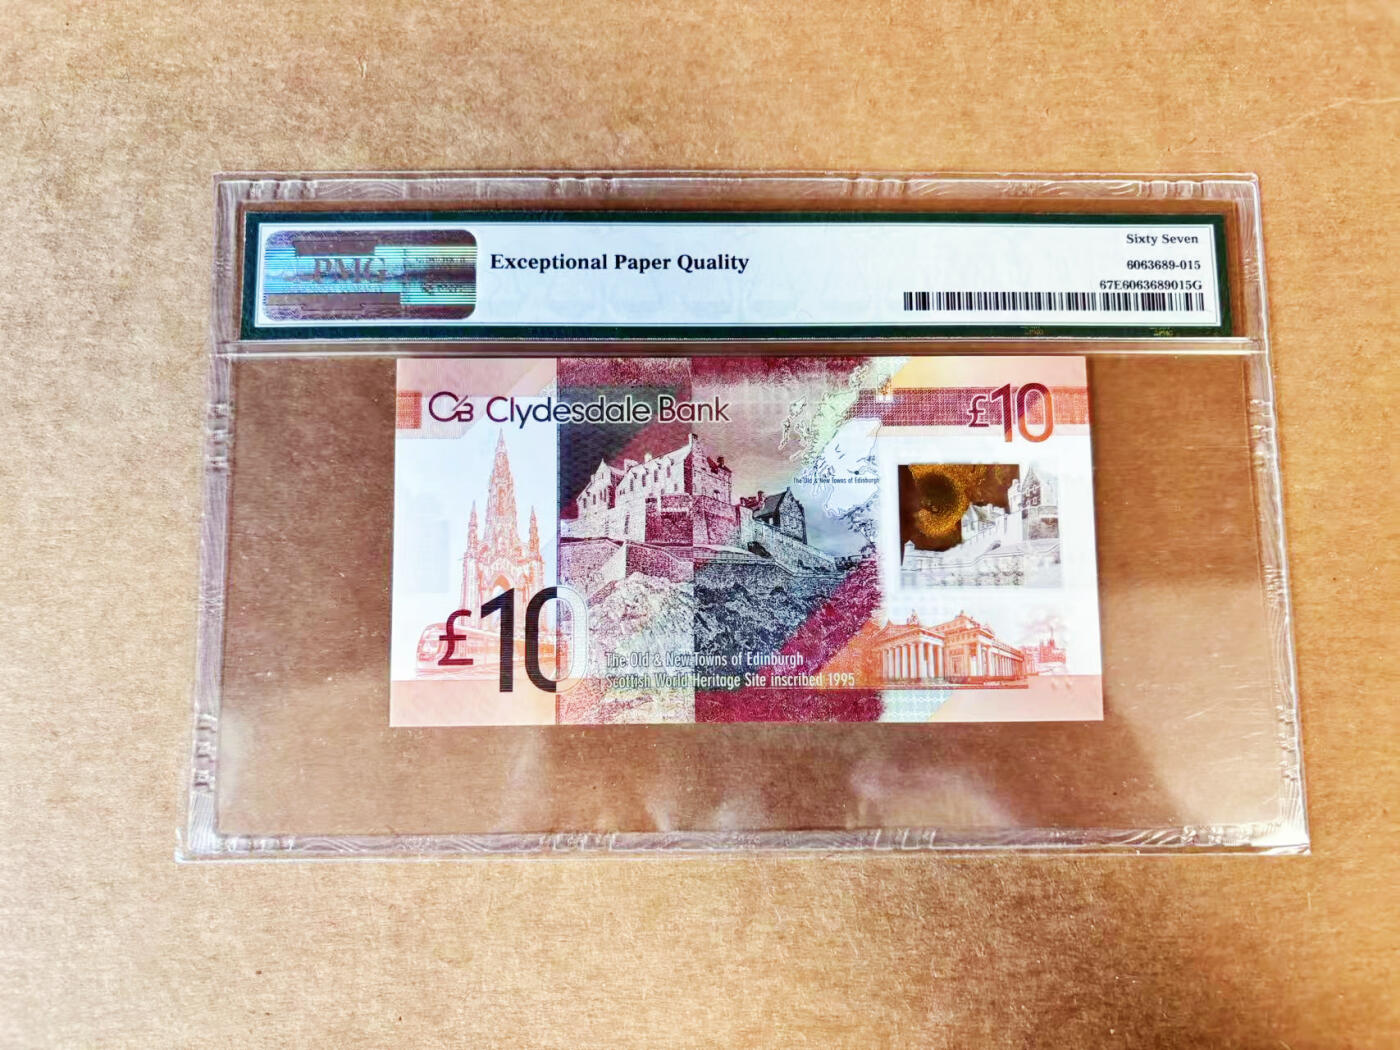 PMG
Exceptional Paper Quality
Sixty Seven
6063689-015
67E6063689015G
CB Clydesdale Bank
£10
The Old & New Towns of Edinburgh
£10
The Old & New Towns of Edinburgh
Scottish World Heritage Site inscribed 1995